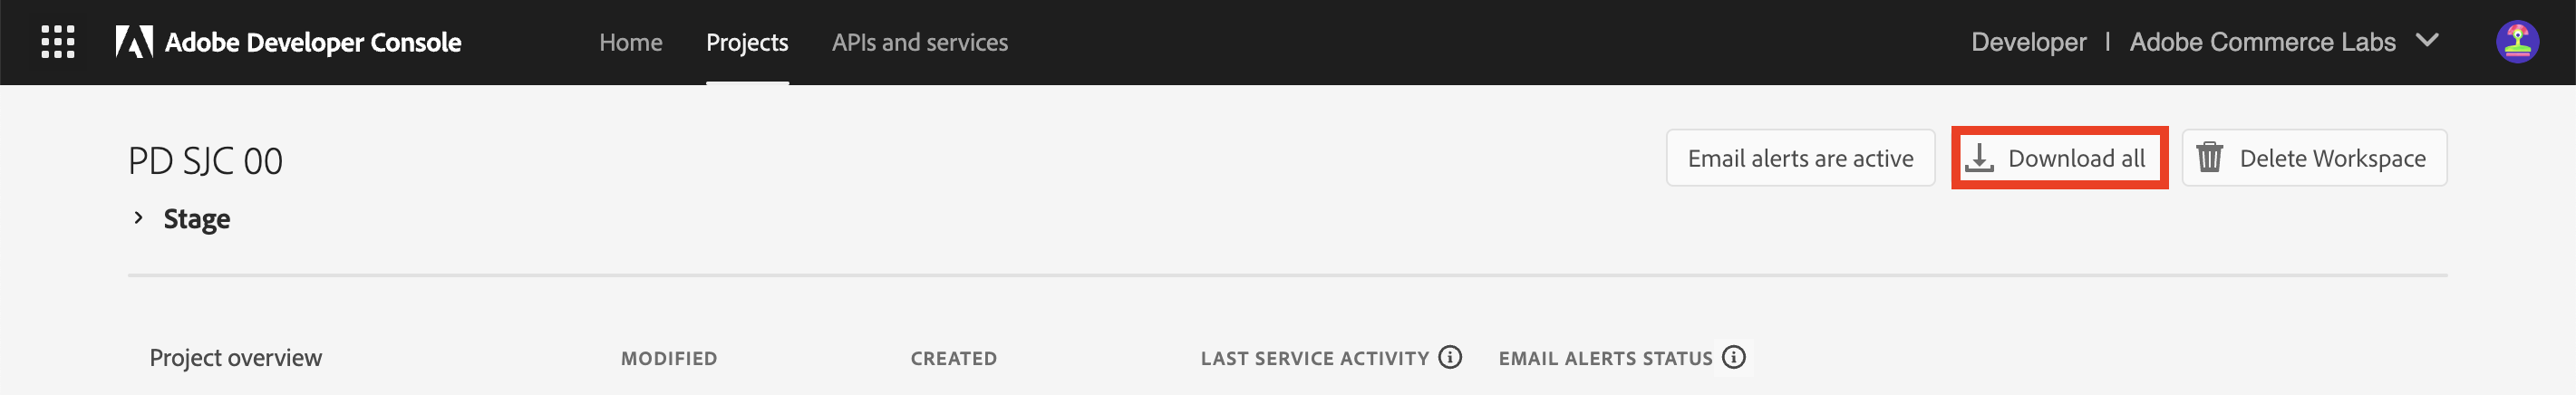 Adobe Developer Console Home Projects APIs and services Developer | Adobe Commerce Labs
PD SJC 00 Email alerts are active Download all Delete Workspace
Stage
Project overview MODIFIED CREATED LAST SERVICE ACTIVITY EMAIL ALERTS STATUS